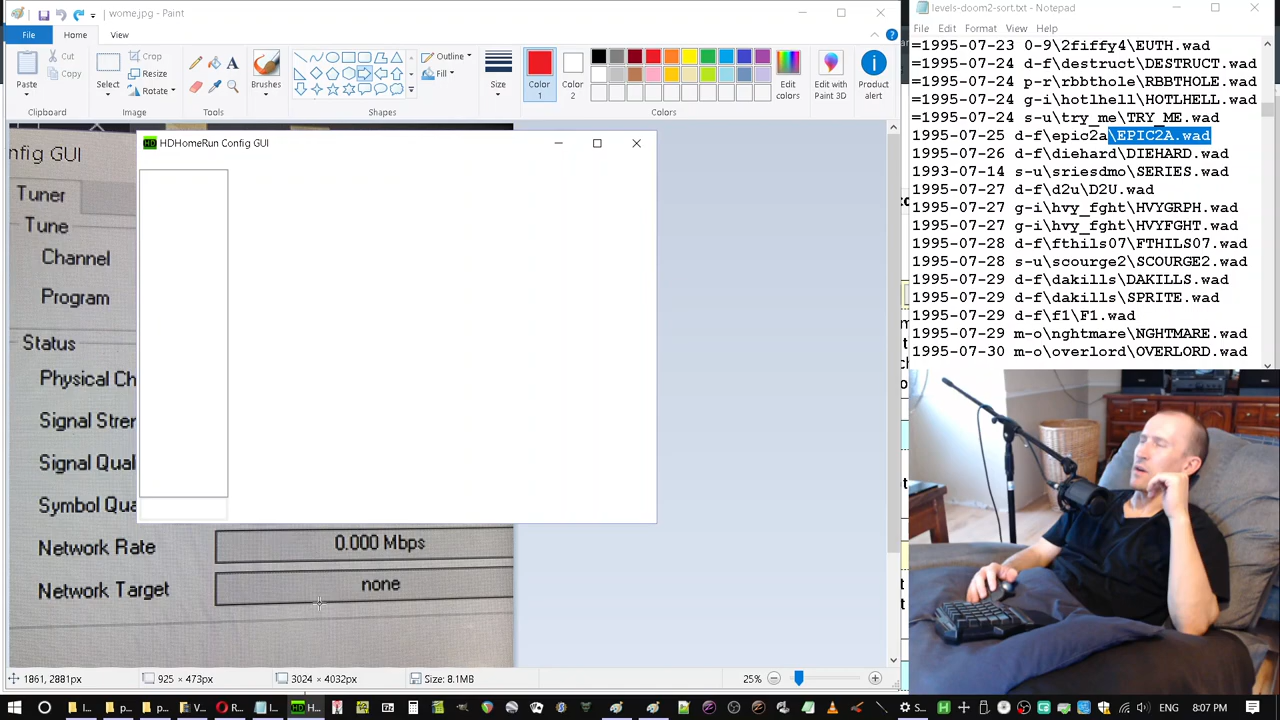 wome.jpg - Paint
File
Home
View
Paste
Cut
Copy
Clipboard
Select
Crop
Resize
Rotate
Image
A
Tools
Brushes
Outline
Fill
Shapes
Size
Color 1
Color 2
Edit colors
Colors
Edit with Paint 3D
Product alert
nfig GUI
Tuner
Tune
Channel
Program
Status
Physical Ch
Signal Stren
Signal Qual
Symbol Qua
Network Rate
0.000 Mbps
Network Target
none
HD HDHomeRun Config GUI
1861, 2881px
925 × 473px
3024 × 4032px
Size: 8.1MB
25%
levels-doom2-sort.txt - Notepad
File Edit Format View Help
=1995-07-23 0-9\2fiffy4\EUTH.wad
=1995-07-24 d-f\destruct\DESTRUCT.wad
=1995-07-24 p-r\rbbthole\RBBTHOLE.wad
=1995-07-24 g-i\hotlhell\HOTLHELL.wad
=1995-07-24 s-u\try_me\TRY_ME.wad
1995-07-25 d-f\epic2a\EPIC2A.wad
1995-07-26 d-f\diehard\DIEHARD.wad
1993-07-14 s-u\sriesdmo\SERIES.wad
1995-07-27 d-f\d2u\D2U.wad
1995-07-27 g-i\hvy_fght\HVYGRPH.wad
1995-07-27 g-i\hvy_fght\HVYFGHT.wad
1995-07-28 d-f\fthils07\FTHILS07.wad
1995-07-28 s-u\scourge2\SCOURGE2.wad
1995-07-29 d-f\dakills\DAKILLS.wad
1995-07-29 d-f\dakills\SPRITE.wad
1995-07-29 d-f\f1\F1.wad
1995-07-29 m-o\nghtmare\NGHTMARE.wad
1995-07-30 m-o\overlord\OVERLORD.wad
I...
p...
p...
V...
R...
I...
HD H...
S...
8:07 PM